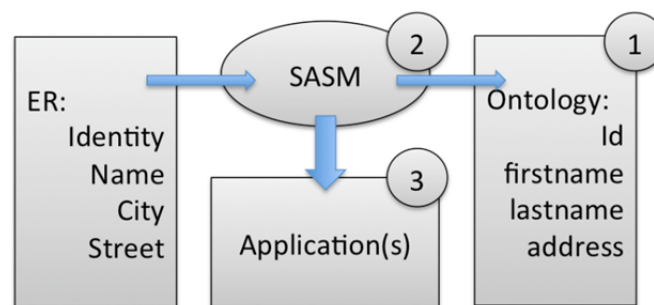 ER:
Identity
Name
City
Street
SASM
2
Application(s)
3
Ontology:
1
Id
firstname
lastname
address